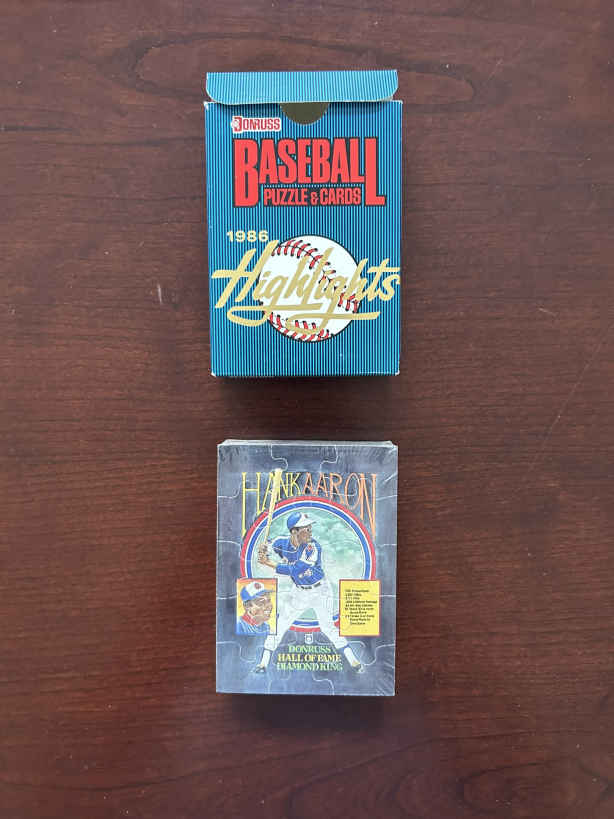 DONRUSS
BASEBALL
PUZZLE & CARDS
1986
Highlights
HANK AARON
DONRUSS
HALL OF FAME
DIAMOND KING